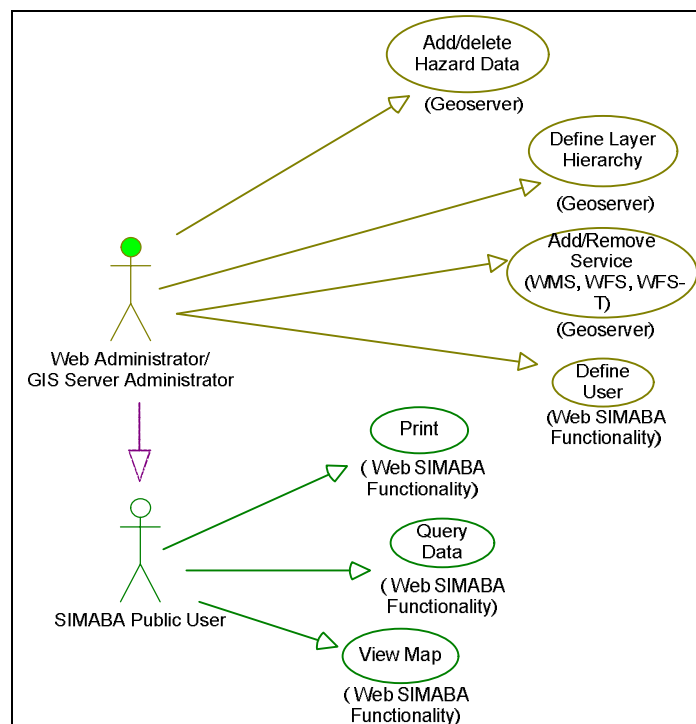 Add/delete
Hazard Data
(Geoserver)
Define Layer
Hierarchy
(Geoserver)
Add/Remove
Service
(WMS, WFS, WFS-
T)
(Geoserver)
Web Administrator/
GIS Server Administrator
Define
User
(Web SIMABA
Functionality)
Print
( Web SIMABA
Functionality)
Query
Data
( Web SIMABA
Functionality)
SIMABA Public User
View Map
( Web SIMABA
Functionality)